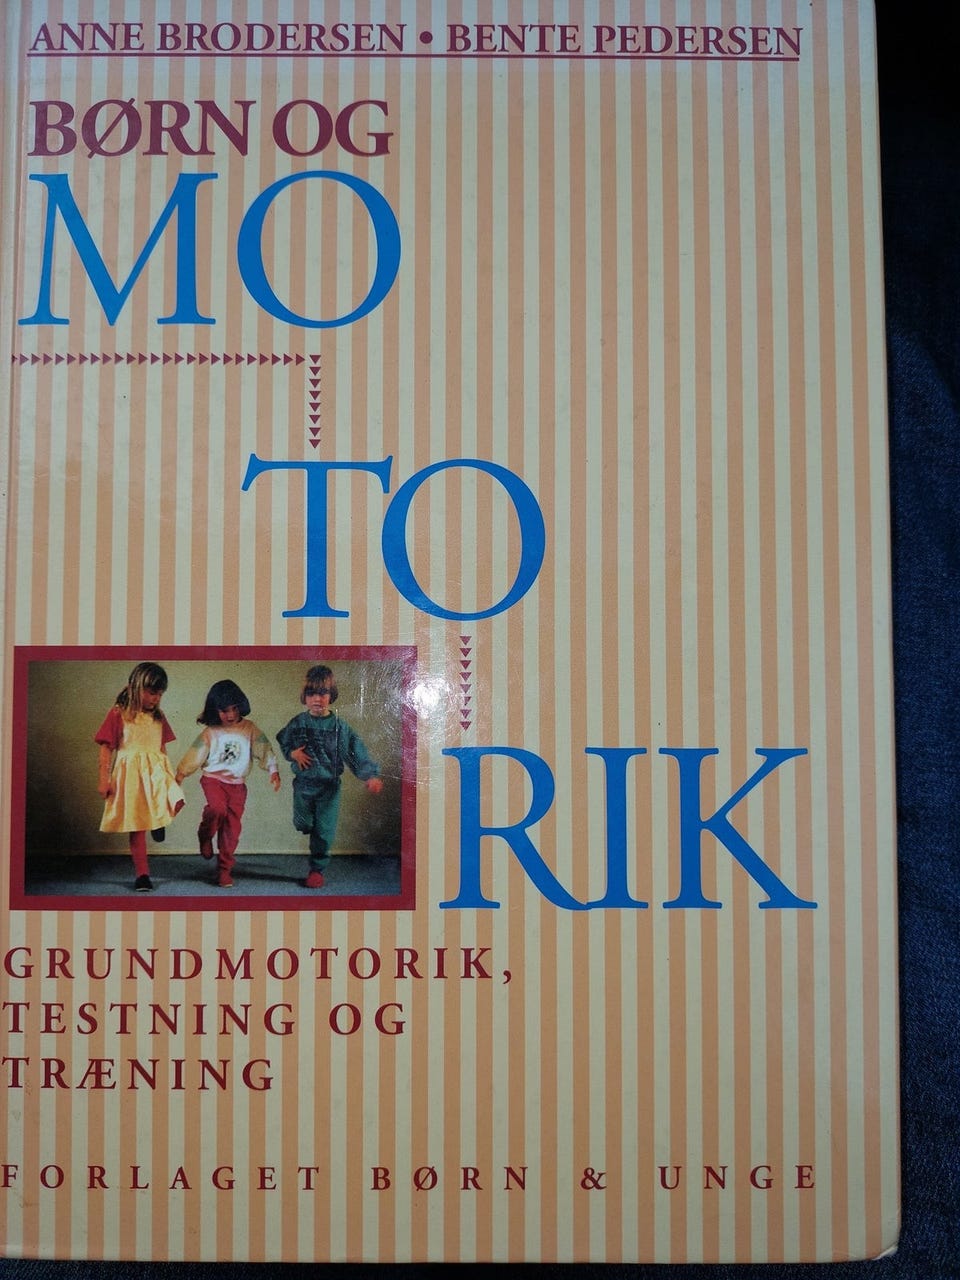 ANNE BRODERSEN • BENTE PEDERSEN
BØRN OG
MO
TO
RIK
GRUNDMOTORIK,
TESTNING OG
TRÆNING
FORLAGET BØRN & UNGE